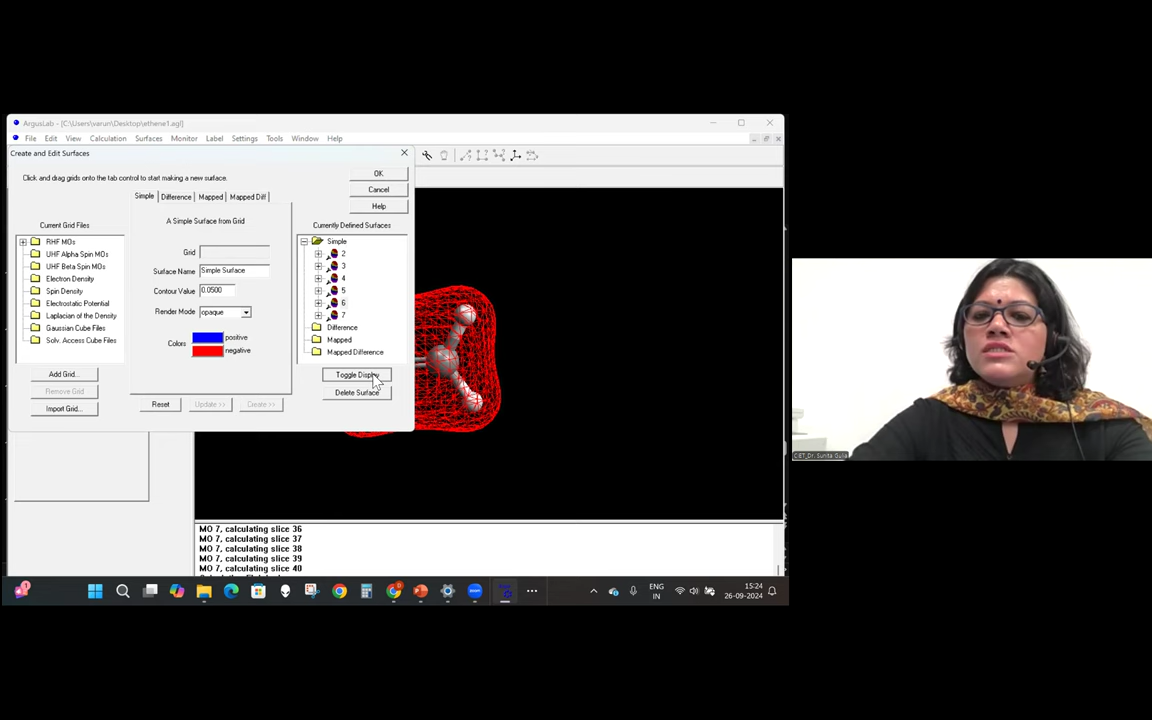 ArgusLab - [C:\Users\varun\Desktop\ethene1.agl]
File Edit View Calculation Surfaces Monitor Label Settings Tools Window Help
Create and Edit Surfaces
Click and drag grids onto the tab control to start making a new surface.
OK
Cancel
Help
Simple Difference Mapped Mapped Diff
Current Grid Files
RHF MOs
UHF Alpha Spin MOs
UHF Beta Spin MOs
Electron Density
Spin Density
Electrostatic Potential
Laplacian of the Density
Gaussian Cube Files
Solv. Access Cube Files
Add Grid...
Remove Grid
Import Grid...
A Simple Surface from Grid
Grid
Surface Name Simple Surface
Contour Value 0.0500
Render Mode opaque
Colors
positive
negative
Reset
Update >>
Create >>
Currently Defined Surfaces
Simple
2
3
4
5
6
7
Difference
Mapped
Mapped Difference
Toggle Display
Delete Surface
MO 7, calculating slice 36
MO 7, calculating slice 37
MO 7, calculating slice 38
MO 7, calculating slice 39
MO 7, calculating slice 40
ENG
IN
15:24
26-09-2024
CIET_Dr. Sunita Gulia